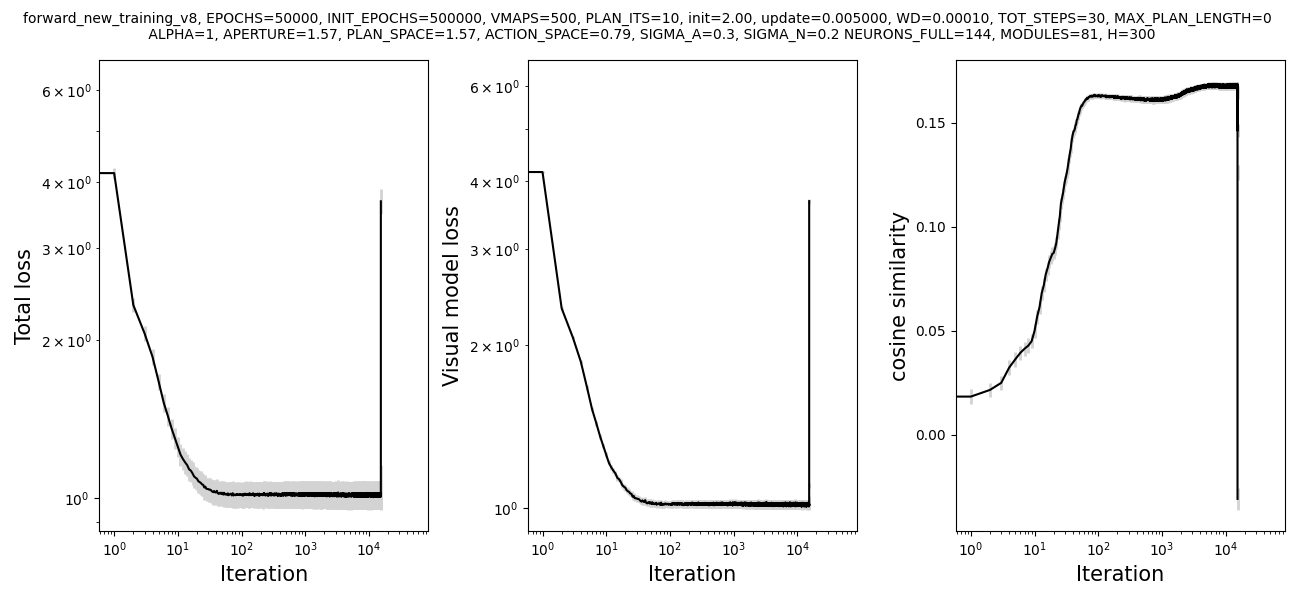 forward_new_training_v8, EPOCHS=50000, INIT_EPOCHS=500000, VMAPS=500, PLAN_ITS=10, init=2.00, update=0.005000, WD=0.00010, TOT_STEPS=30, MAX_PLAN_LENGTH=0
ALPHA=1, APERTURE=1.57, PLAN_SPACE=1.57, ACTION_SPACE=0.79, SIGMA_A=0.3, SIGMA_N=0.2 NEURONS_FULL=144, MODULES=81, H=300
Total loss
6 × 10⁰
4 × 10⁰
3 × 10⁰
2 × 10⁰
10⁰
10⁰ 10¹ 10² 10³ 10⁴
Iteration
Visual model loss
6 × 10⁰
4 × 10⁰
3 × 10⁰
2 × 10⁰
10⁰
10⁰ 10¹ 10² 10³ 10⁴
Iteration
cosine similarity
0.15
0.10
0.05
0.00
10⁰ 10¹ 10² 10³ 10⁴
Iteration